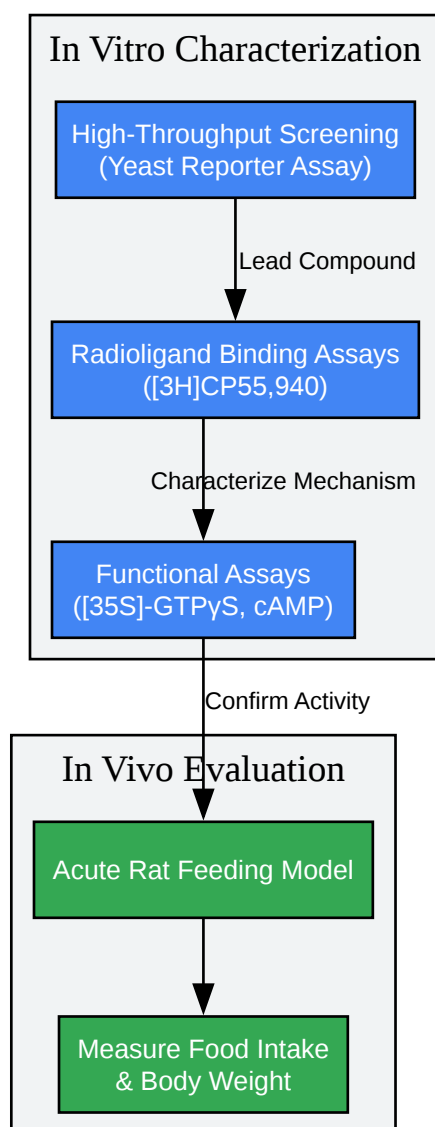 In Vitro Characterization
High-Throughput Screening
(Yeast Reporter Assay)
Lead Compound
Radioligand Binding Assays
([3H]CP55,940)
Characterize Mechanism
Functional Assays
([35S]-GTPγS, cAMP)
Confirm Activity
In Vivo Evaluation
Acute Rat Feeding Model
Measure Food Intake
& Body Weight